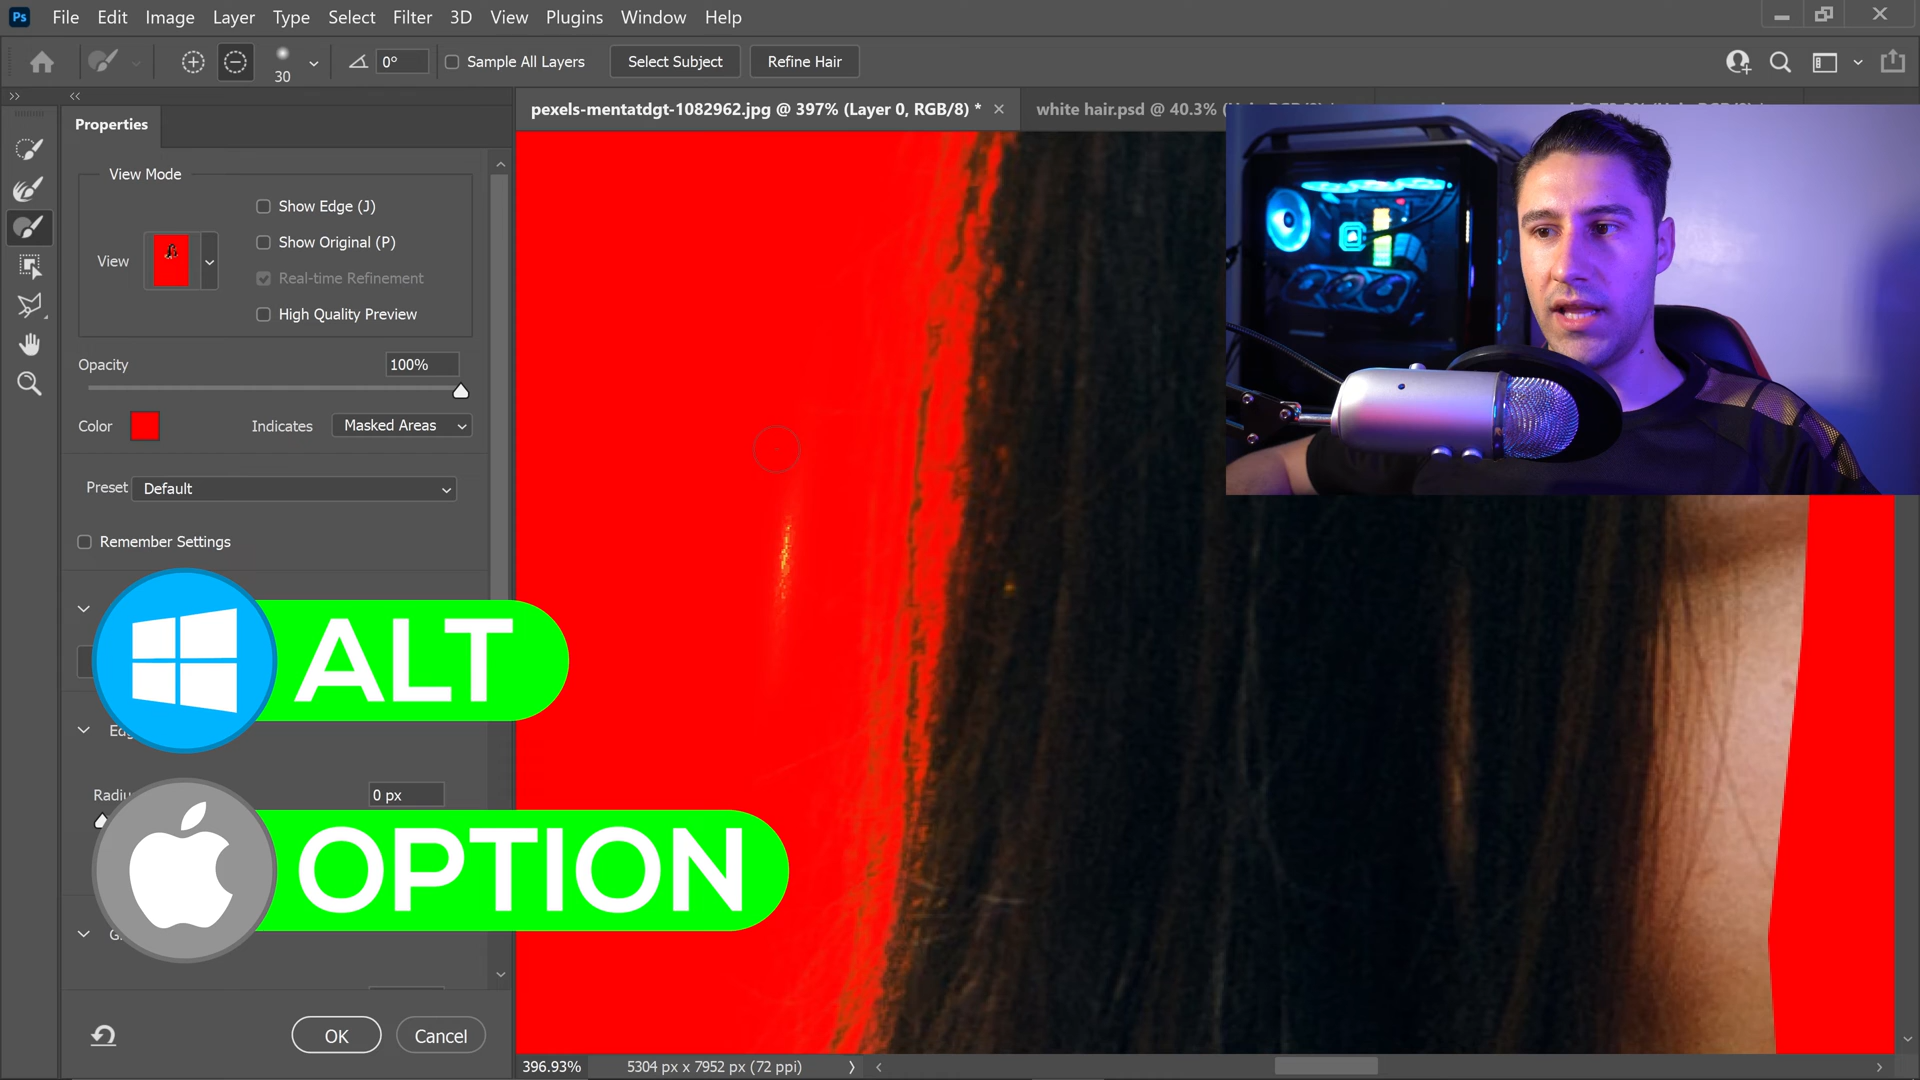 Ps File Edit Image Layer Type Select Filter 3D View Plugins Window Help
30 0° Sample All Layers Select Subject Refine Hair
Properties
pexels-mentatdgt-1082962.jpg @ 397% (Layer 0, RGB/8) * × white hair.psd @ 40.3%
View Mode
Show Edge (J)
Show Original (P)
View
Real-time Refinement
High Quality Preview
Opacity 100%
Color Indicates Masked Areas
Preset Default
Remember Settings
ALT
Radiu 0 px
OPTION
OK Cancel
396.93% 5304 px x 7952 px (72 ppi)